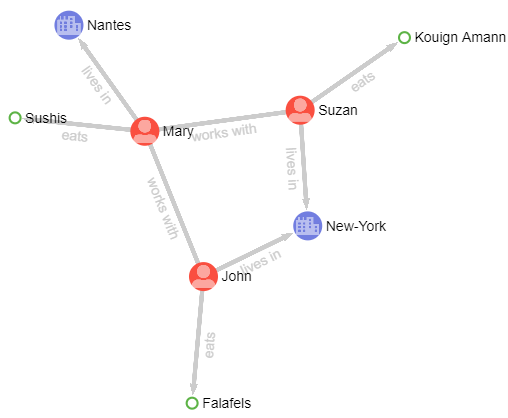 Nantes
Kouign Amann
lives in
eats
Sushis
eats
Mary
works with
Suzan
lives in
works with
New-York
lives in
John
eats
Falafels